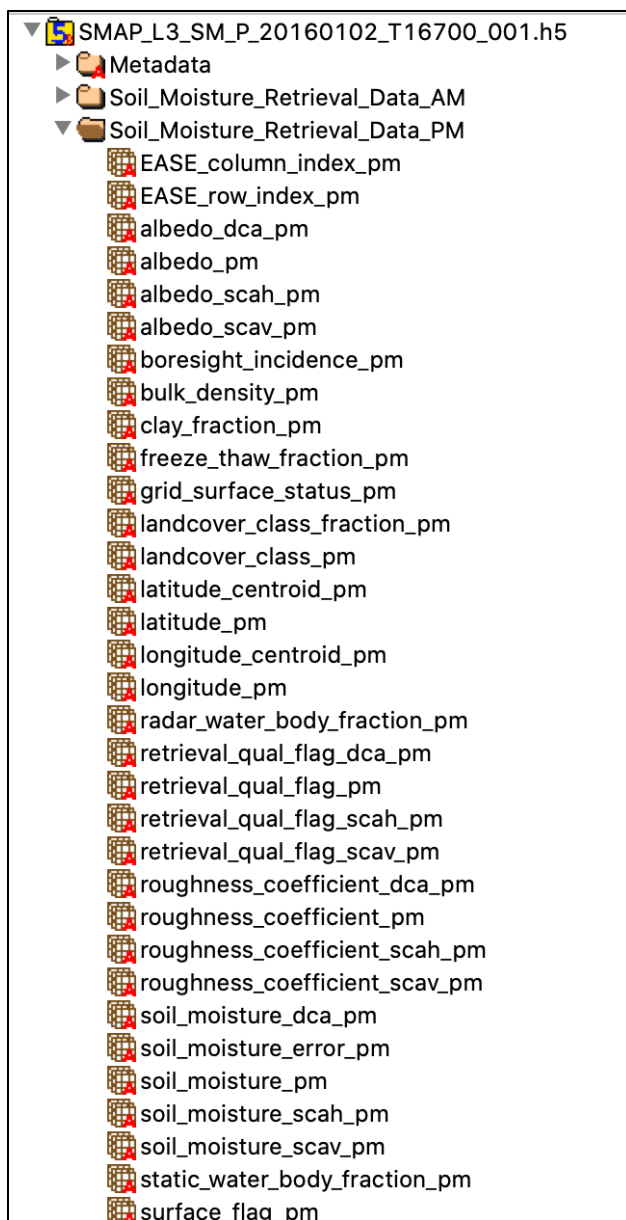 SMAP_L3_SM_P_20160102_T16700_001.h5
Metadata
Soil_Moisture_Retrieval_Data_AM
Soil_Moisture_Retrieval_Data_PM
EASE_column_index_pm
EASE_row_index_pm
albedo_dca_pm
albedo_pm
albedo_scah_pm
albedo_scav_pm
boresight_incidence_pm
bulk_density_pm
clay_fraction_pm
freeze_thaw_fraction_pm
grid_surface_status_pm
landcover_class_fraction_pm
landcover_class_pm
latitude_centroid_pm
latitude_pm
longitude_centroid_pm
longitude_pm
radar_water_body_fraction_pm
retrieval_qual_flag_dca_pm
retrieval_qual_flag_pm
retrieval_qual_flag_scah_pm
retrieval_qual_flag_scav_pm
roughness_coefficient_dca_pm
roughness_coefficient_pm
roughness_coefficient_scah_pm
roughness_coefficient_scav_pm
soil_moisture_dca_pm
soil_moisture_error_pm
soil_moisture_pm
soil_moisture_scah_pm
soil_moisture_scav_pm
static_water_body_fraction_pm
surface_flag_pm